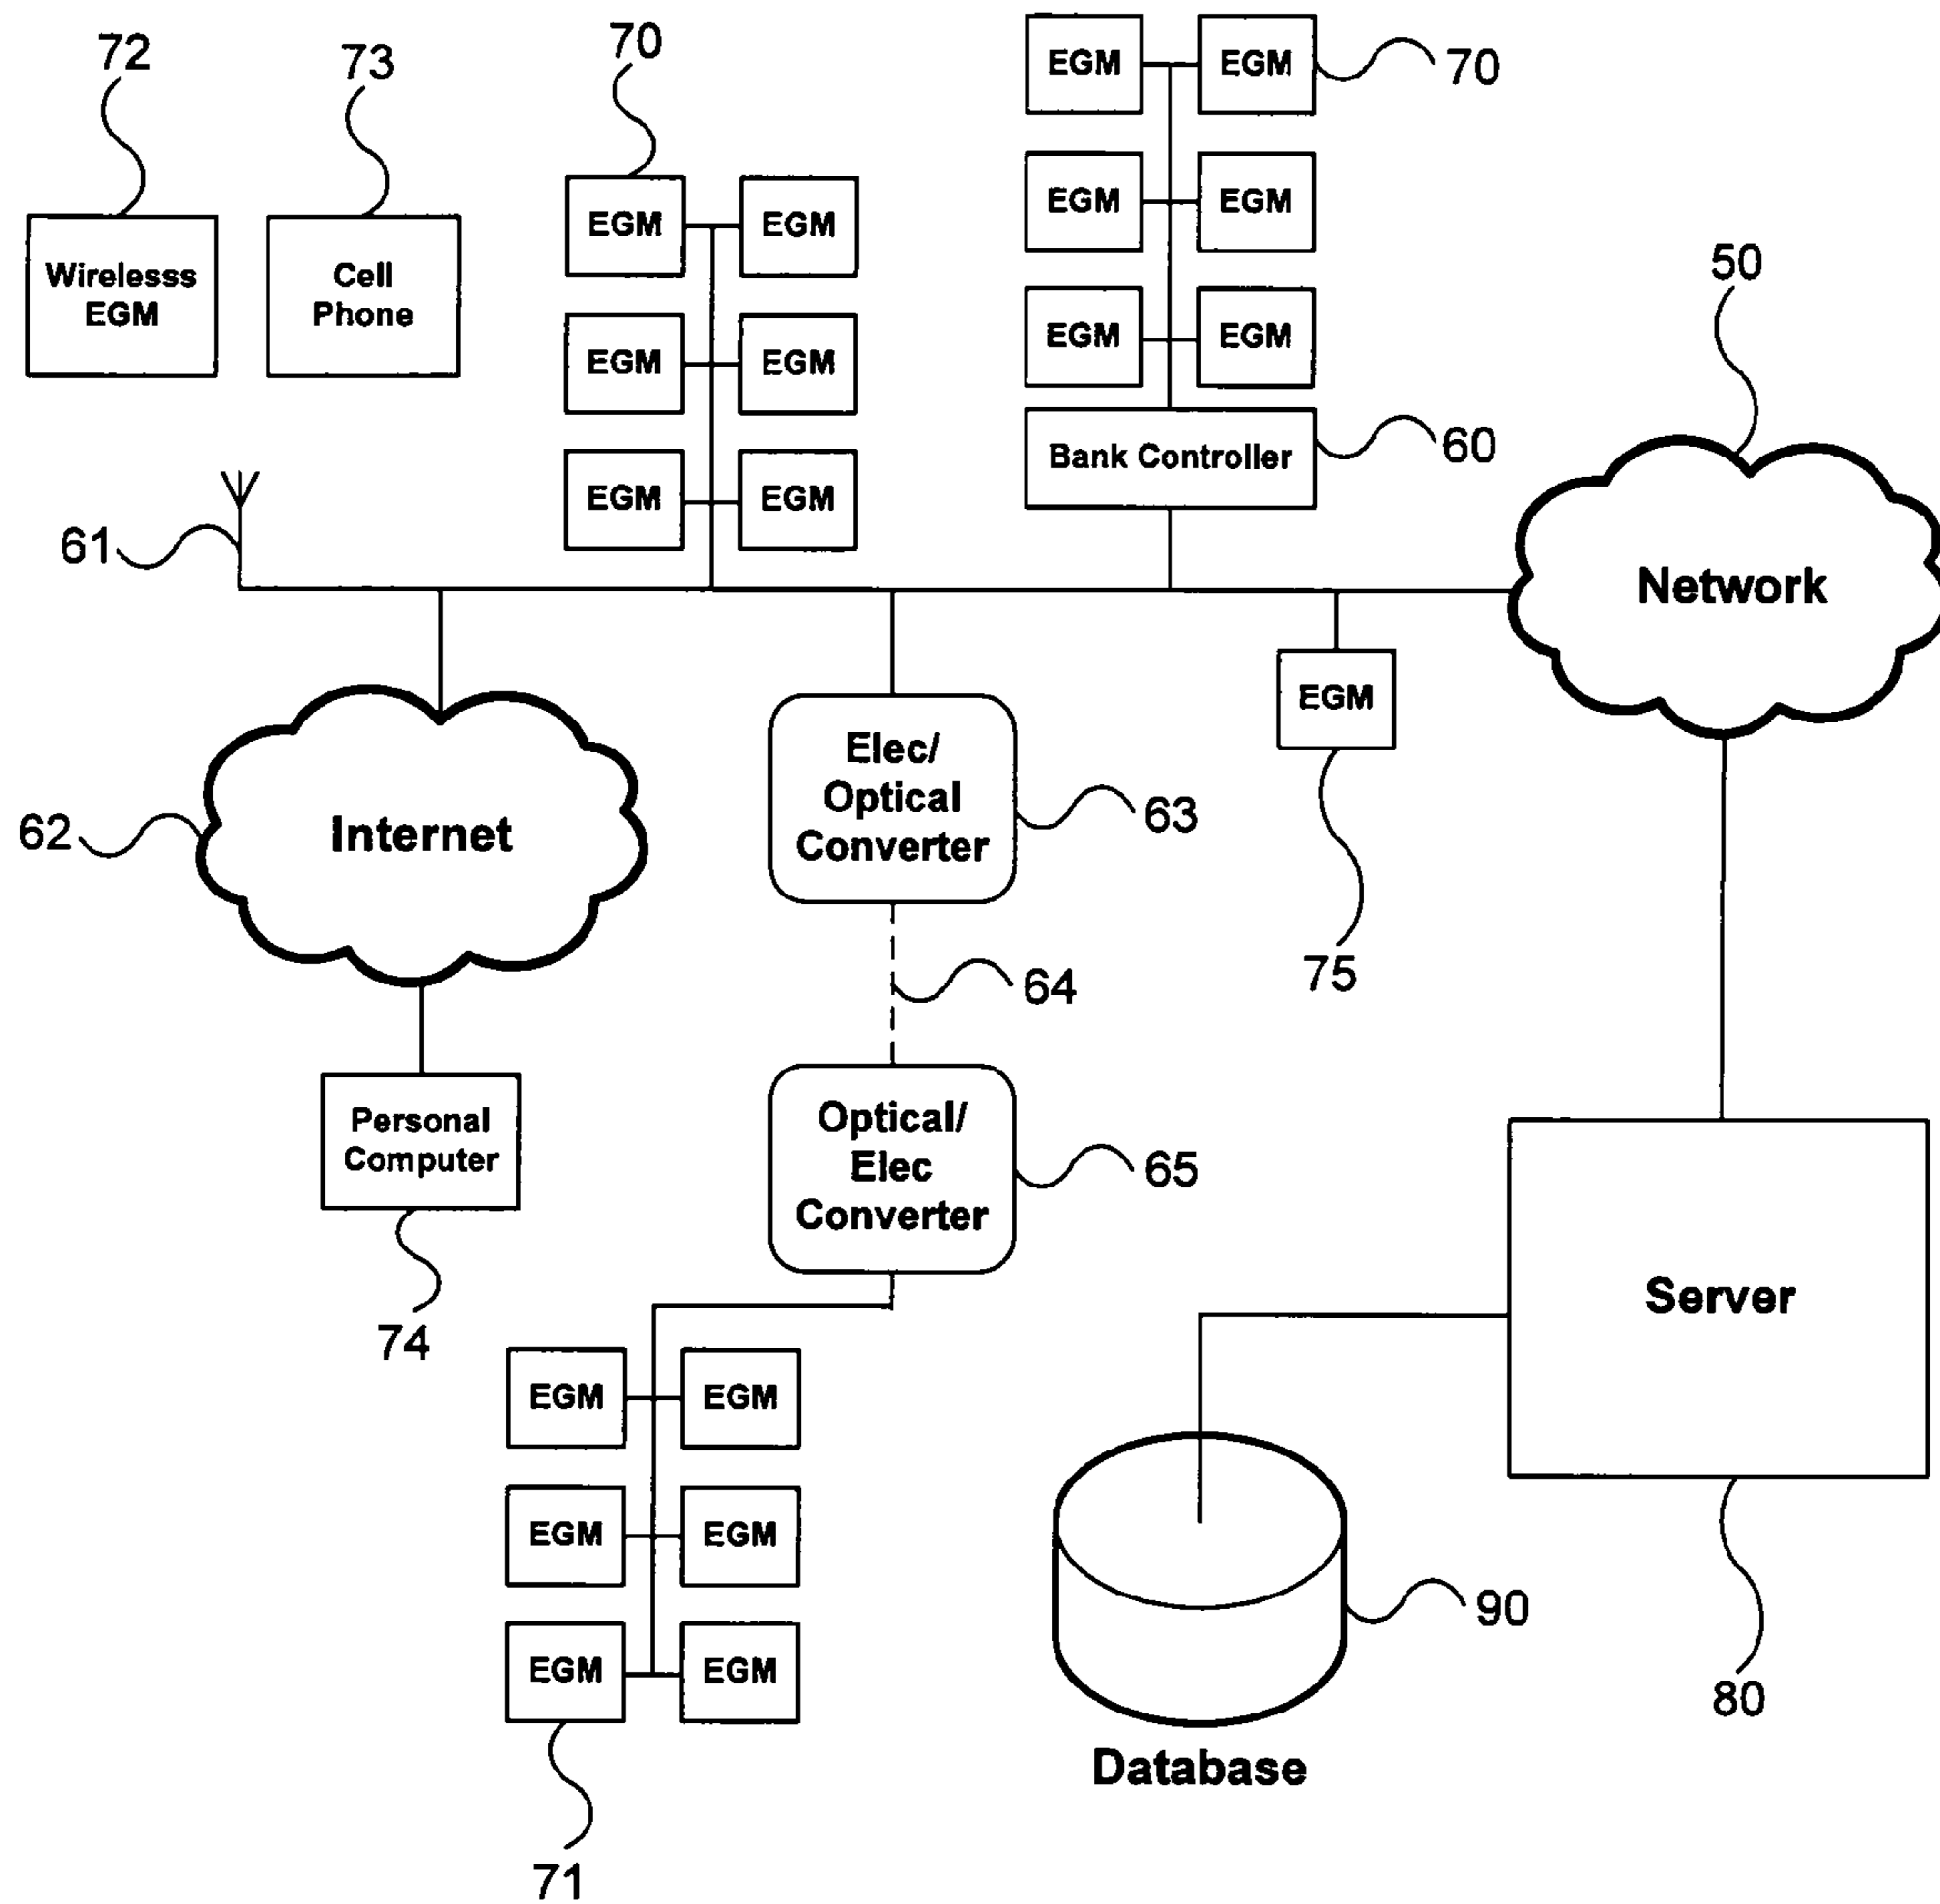 72
73
70
EGM
EGM
70
Wirelesss
EGM
Cell
Phone
EGM
EGM
EGM
EGM
50
EGM
EGM
EGM
EGM
Bank Controller
60
EGM
EGM
61
Network
Internet
62
Elec/
Optical
Converter
63
EGM
75
64
Personal
Computer
74
Optical/
Elec
Converter
65
Server
80
EGM
EGM
EGM
EGM
EGM
EGM
71
90
Database